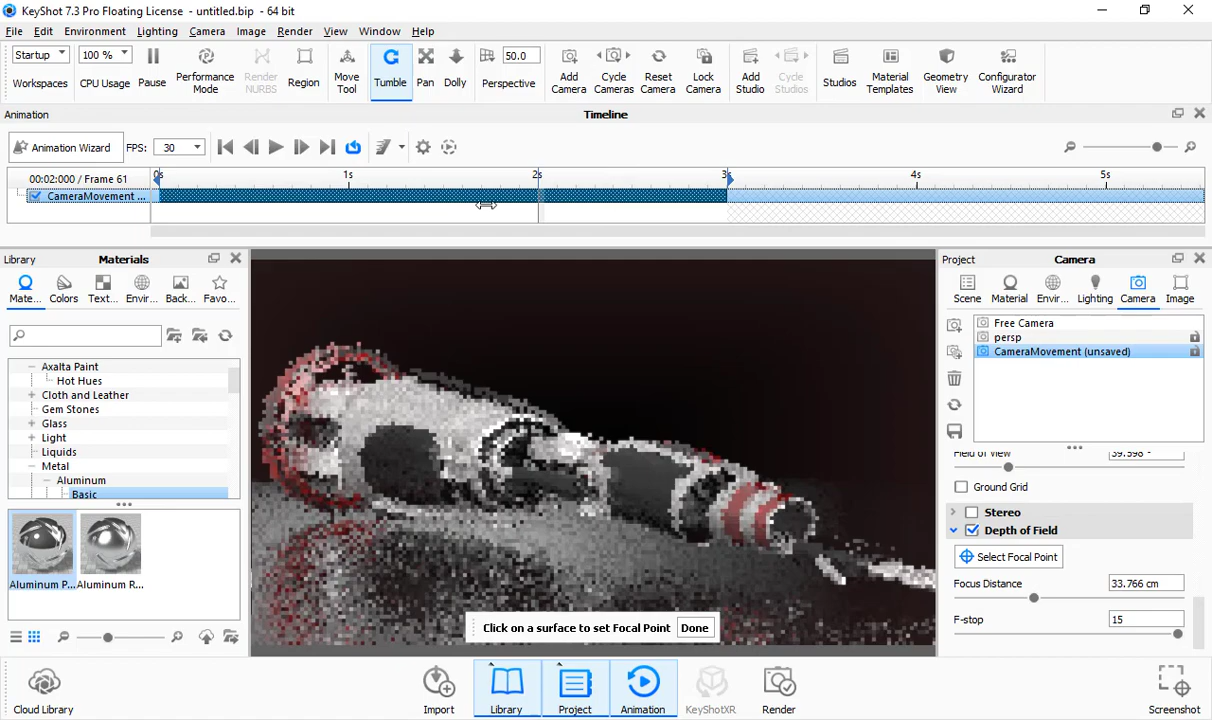 KeyShot 7.3 Pro Floating License - untitled.bip - 64 bit
File Edit Environment Lighting Camera Image Render View Window Help
Startup 100 % 50.0
Workspaces CPU Usage Pause Performance Mode Render NURBS Region Move Tool Tumble Pan Dolly Perspective Add Camera Cycle Cameras Reset Camera Lock Camera Add Studio Cycle Studios Studios Material Templates Geometry View Configurator Wizard
Animation Timeline
Animation Wizard FPS: 30
00:02:000 / Frame 61 0s 1s 2s 3s 4s 5s
CameraMovement ...
Library Materials
Mate... Colors Text... Envir... Back... Favo...
Axalta Paint
Hot Hues
Cloth and Leather
Gem Stones
Glass
Light
Liquids
Metal
Aluminum
Basic
Aluminum P... Aluminum R...
Click on a surface to set Focal Point Done
Project Camera
Scene Material Envir... Lighting Camera Image
Free Camera
persp
CameraMovement (unsaved)
Field of View 39.598 °
Ground Grid
Stereo
Depth of Field
Select Focal Point
Focus Distance 33.766 cm
F-stop 15
Cloud Library Import Library Project Animation KeyShotXR Render Screenshot